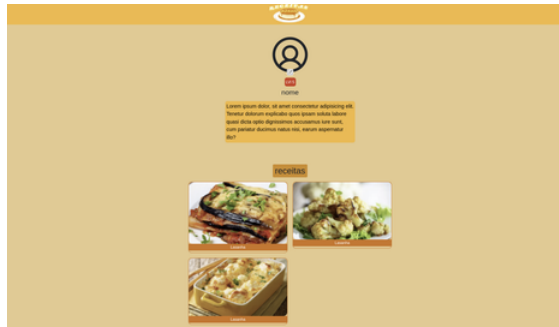 nome
Lorem ipsum dolor, sit amet consectetur adipisicing elit.
Tenetur dolorum explicabo quos ipsam soluta labore
quasi dicta optio dignissimos accusamus iure sunt,
cum pariatur ducimus natus nisi, earum aspernatur
illo?
receitas
Lasanha
Lasanha
Lasanha